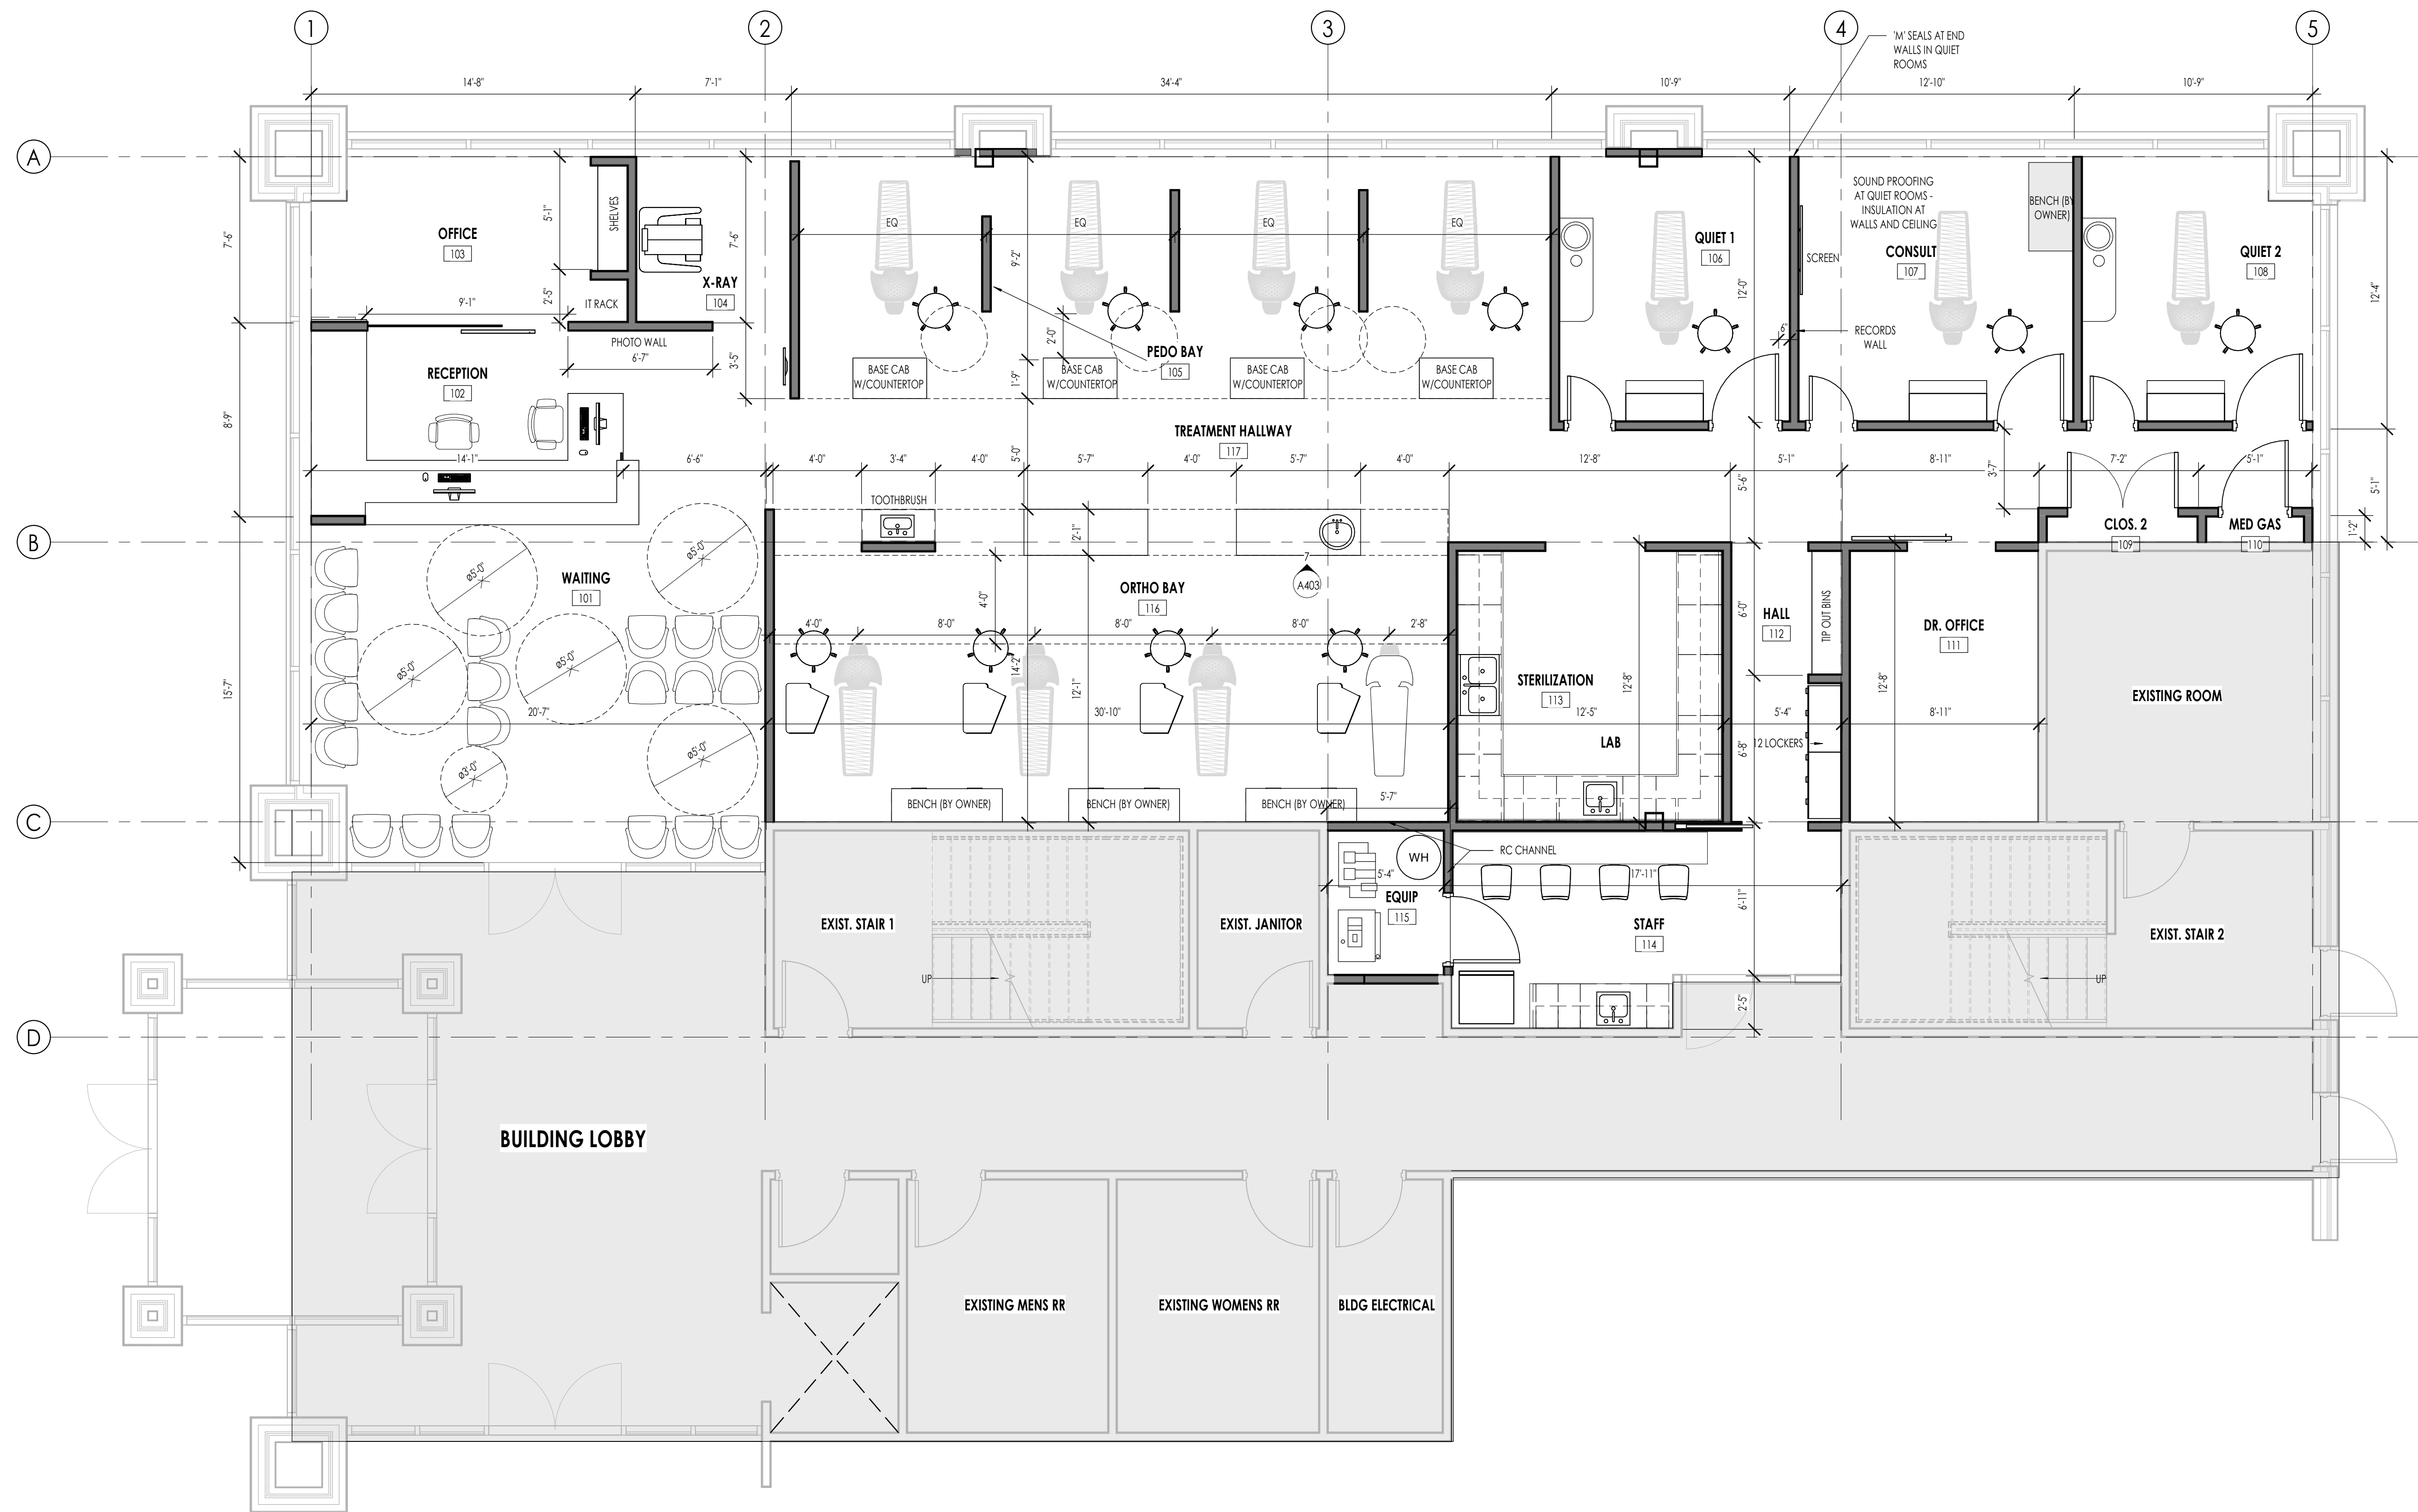 1
2
3
4
5
'M' SEALS AT END
WALLS IN QUIET
ROOMS
14'-8"
7'-1"
34'-4"
10'-9"
12'-10"
10'-9"
A
SHELVES
5'-1"
7'-6"
OFFICE
103
7'-6"
X-RAY
104
2'-5"
IT RACK
9'-1"
PHOTO WALL
6'-7"
3'-5"
EQ
EQ
EQ
EQ
9'-2"
2'-0"
1'-9"
PEDO BAY
105
BASE CAB
W/COUNTERTOP
BASE CAB
W/COUNTERTOP
BASE CAB
W/COUNTERTOP
BASE CAB
W/COUNTERTOP
QUIET 1
106
12'-0"
SOUND PROOFING
AT QUIET ROOMS -
INSULATION AT
WALLS AND CEILING
SCREEN
CONSULT
107
BENCH (BY
OWNER)
6"
RECORDS
WALL
QUIET 2
108
12'-4"
RECEPTION
102
8'-9"
14'-1"
6'-6"
TREATMENT HALLWAY
117
4'-0"
3'-4"
4'-0"
5'-0"
5'-7"
4'-0"
5'-7"
4'-0"
12'-8"
5'-6"
5'-1"
8'-11"
3'-7"
7'-2"
5'-1"
5'-1"
1'-2"
TOOTHBRUSH
2'-1"
CLOS. 2
109
MED GAS
110
B
WAITING
101
ø5'-0"
ø5'-0"
ø5'-0"
ø5'-0"
ø5'-0"
ø3'-0"
15'-7"
20'-7"
7
A403
ORTHO BAY
116
4'-0"
4'-0"
8'-0"
8'-0"
8'-0"
2'-8"
14'-2"
12'-1"
30'-10"
BENCH (BY OWNER)
BENCH (BY OWNER)
BENCH (BY OWNER)
5'-7"
STERILIZATION
113
12'-8"
12'-5"
LAB
HALL
112
6'-0"
TIP OUT BINS
5'-4"
6'-8"
12 LOCKERS
DR. OFFICE
111
12'-8"
8'-11"
EXISTING ROOM
C
RC CHANNEL
WH
5'-4"
EQUIP
115
17'-11"
6'-11"
STAFF
114
2'-5"
EXIST. STAIR 1
UP
EXIST. JANITOR
EXIST. STAIR 2
UP
D
BUILDING LOBBY
EXISTING MENS RR
EXISTING WOMENS RR
BLDG ELECTRICAL